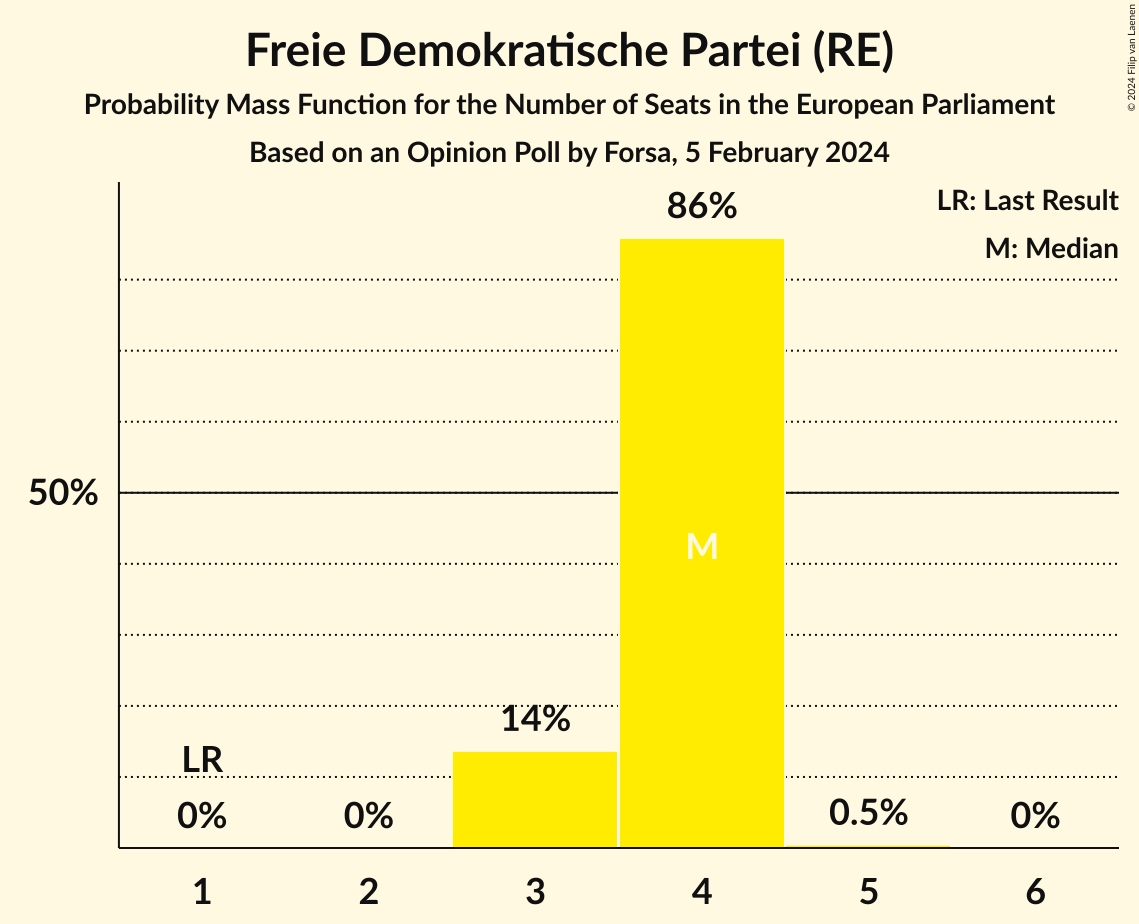 Freie Demokratische Partei (RE)
Probability Mass Function for the Number of Seats in the European Parliament
Based on an Opinion Poll by Forsa, 5 February 2024
© 2024 Filip van Laenen
LR: Last Result
M: Median
86%
50%
M
14%
LR
0%
0%
0.5%
0%
1 2 3 4 5 6